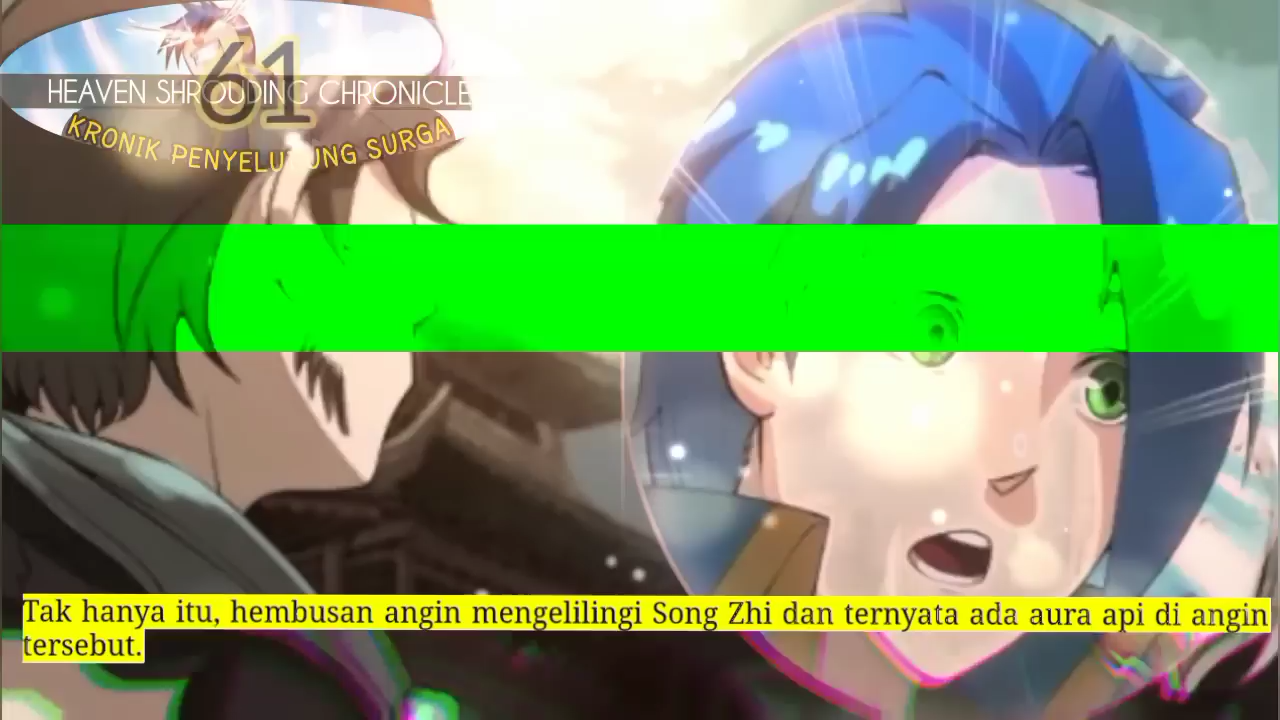 61
HEAVEN SHROUDING CHRONICLE
KRONIK PENYELUBUNG SURGA
Tak hanya itu, hembusan angin mengelilingi Song Zhi dan ternyata ada aura api di angin
tersebut.